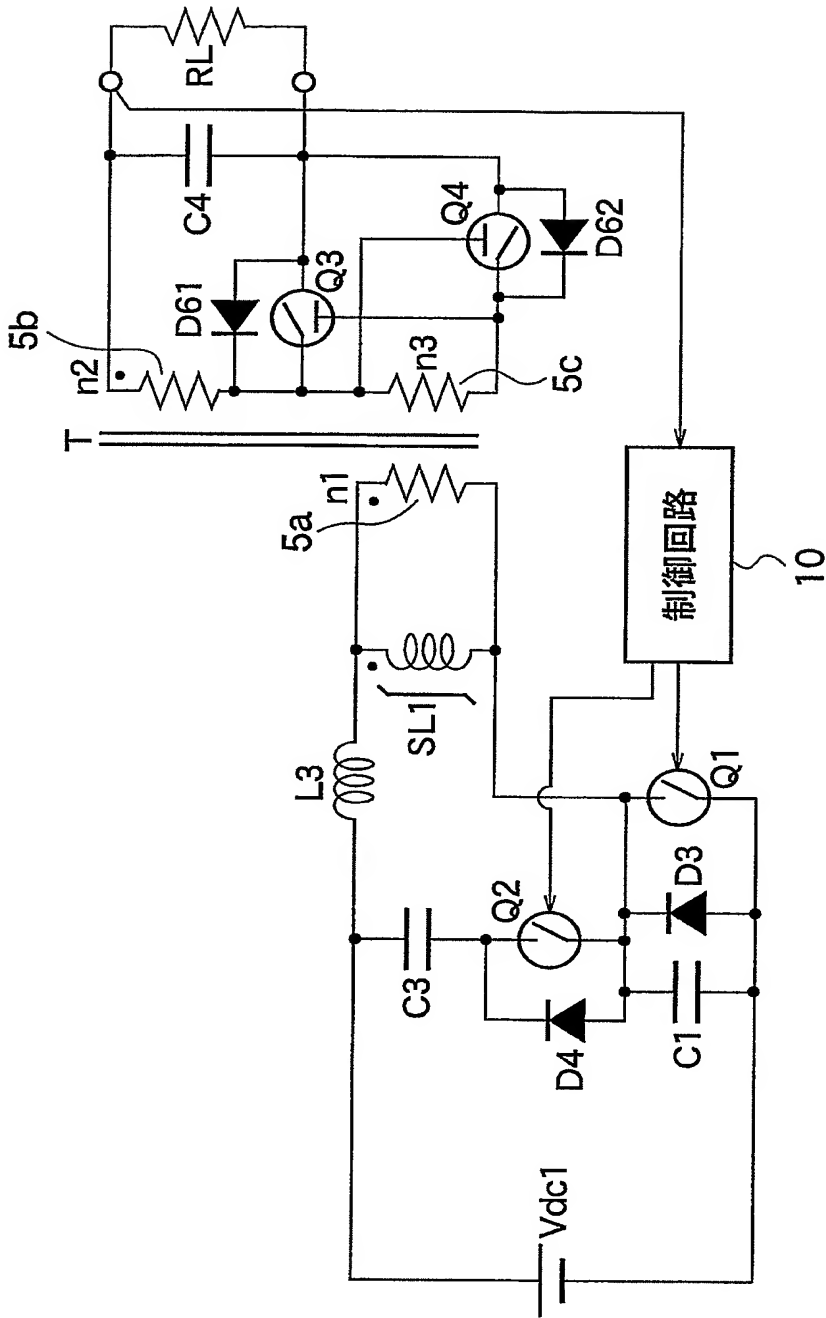 Vdc1
C3
D4
Q2
C1
D3
Q1
L3
SL1
5a
n1
T
5b
n2
n3
5c
D61
Q3
Q4
D62
C4
RL
制御回路
10